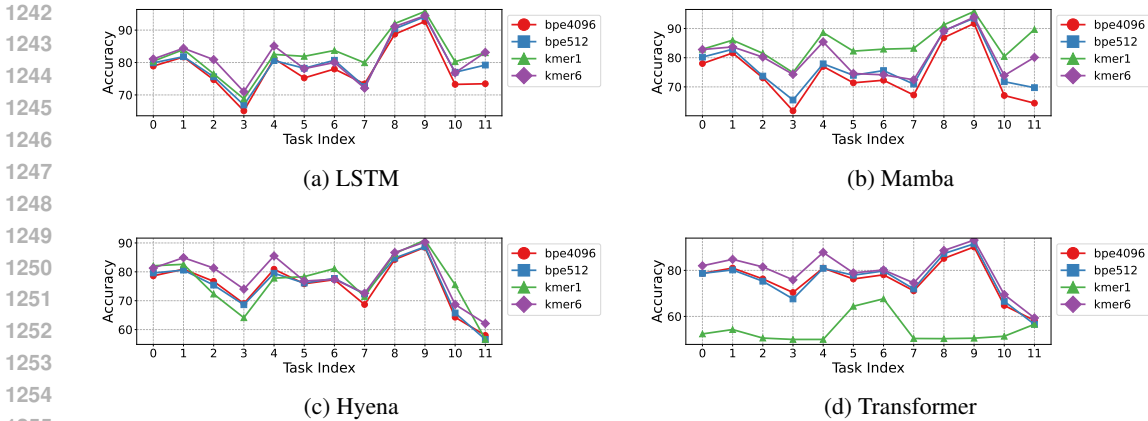 1242
1243
1244
1245
1246
1247
1248
1249
1250
1251
1252
1253
1254
90
80
70
Accuracy
0 1 2 3 4 5 6 7 8 9 10 11
Task Index
bpe4096
bpe512
kmer1
kmer6
(a) LSTM
90
80
70
Accuracy
0 1 2 3 4 5 6 7 8 9 10 11
Task Index
bpe4096
bpe512
kmer1
kmer6
(b) Mamba
90
80
70
60
Accuracy
0 1 2 3 4 5 6 7 8 9 10 11
Task Index
bpe4096
bpe512
kmer1
kmer6
(c) Hyena
80
60
Accuracy
0 1 2 3 4 5 6 7 8 9 10 11
Task Index
bpe4096
bpe512
kmer1
kmer6
(d) Transformer